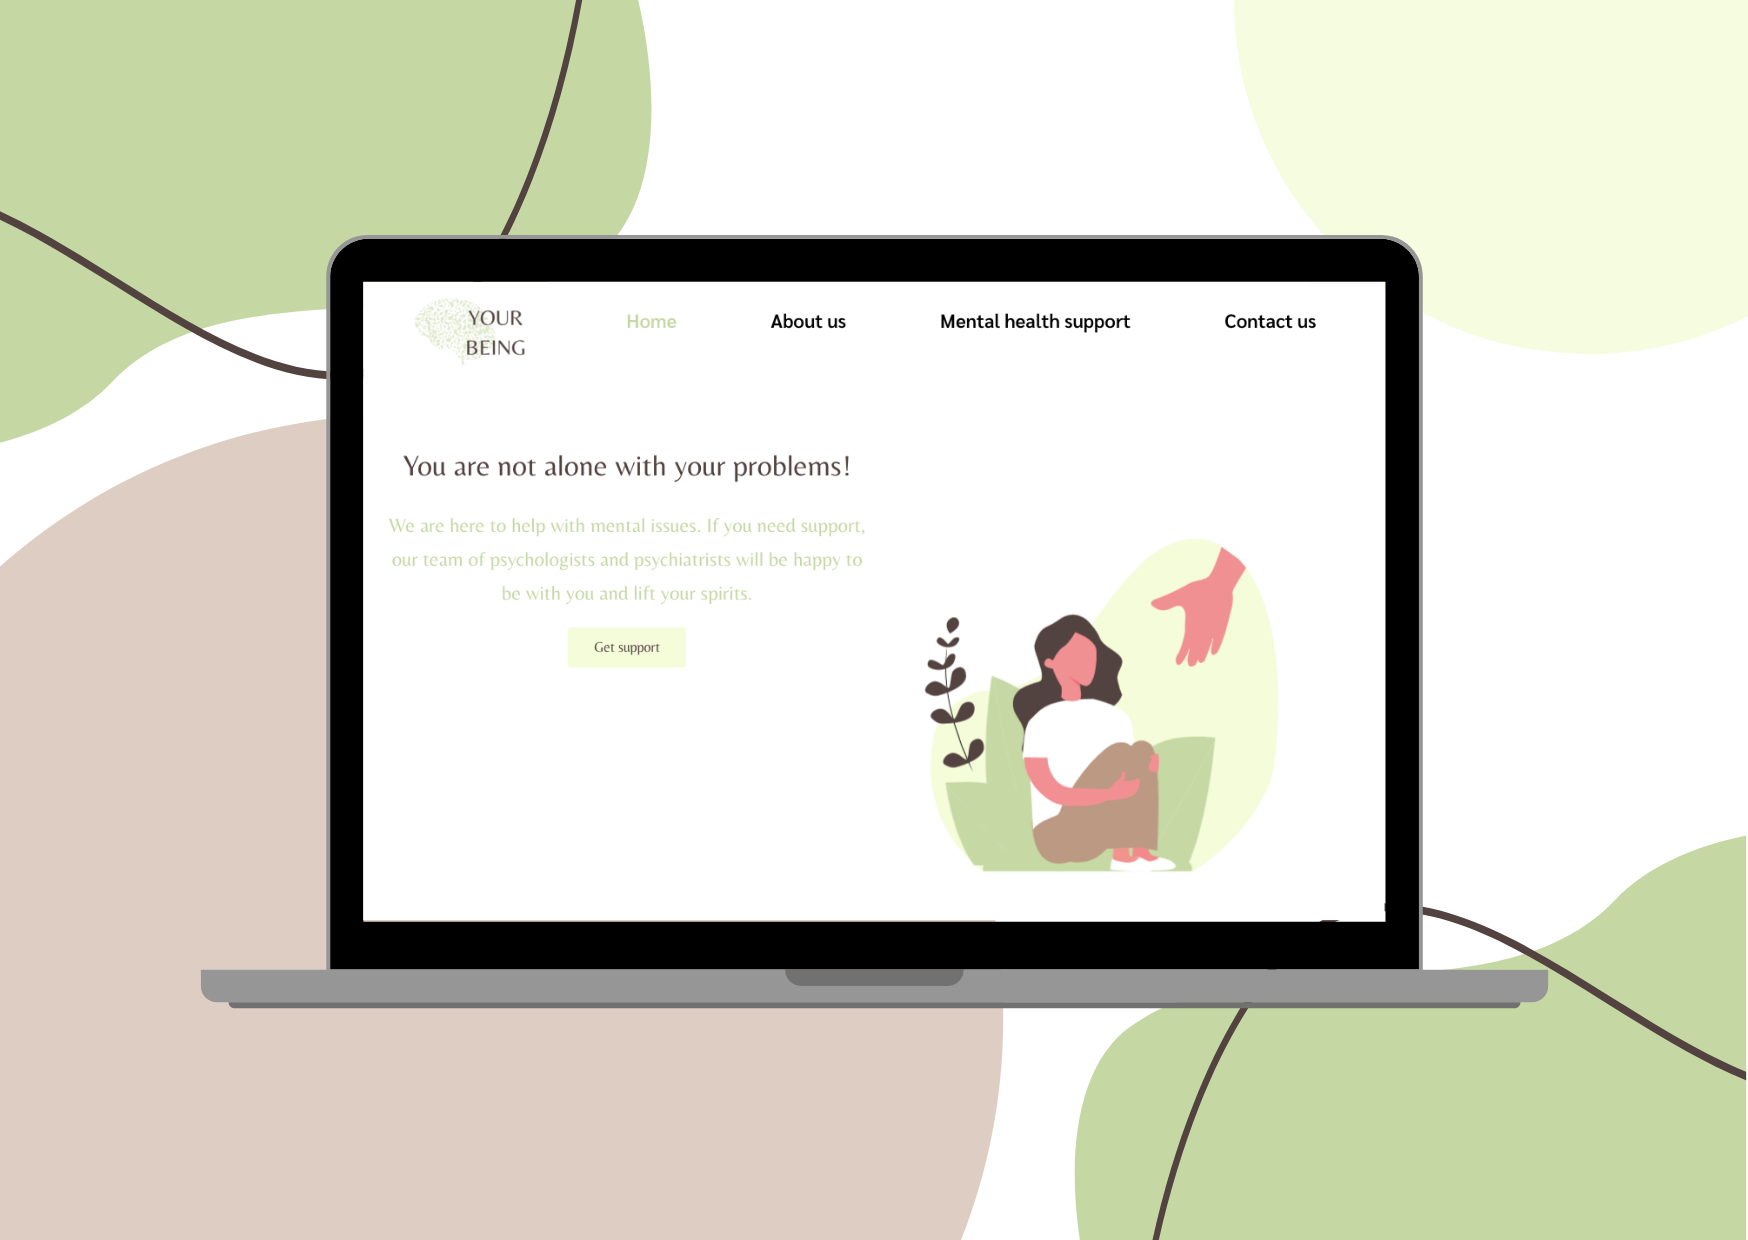 YOUR
BEING
Home
About us
Mental health support
Contact us
You are not alone with your problems!
We are here to help with mental issues. If you need support,
our team of psychologists and psychiatrists will be happy to
be with you and lift your spirits.
Get support